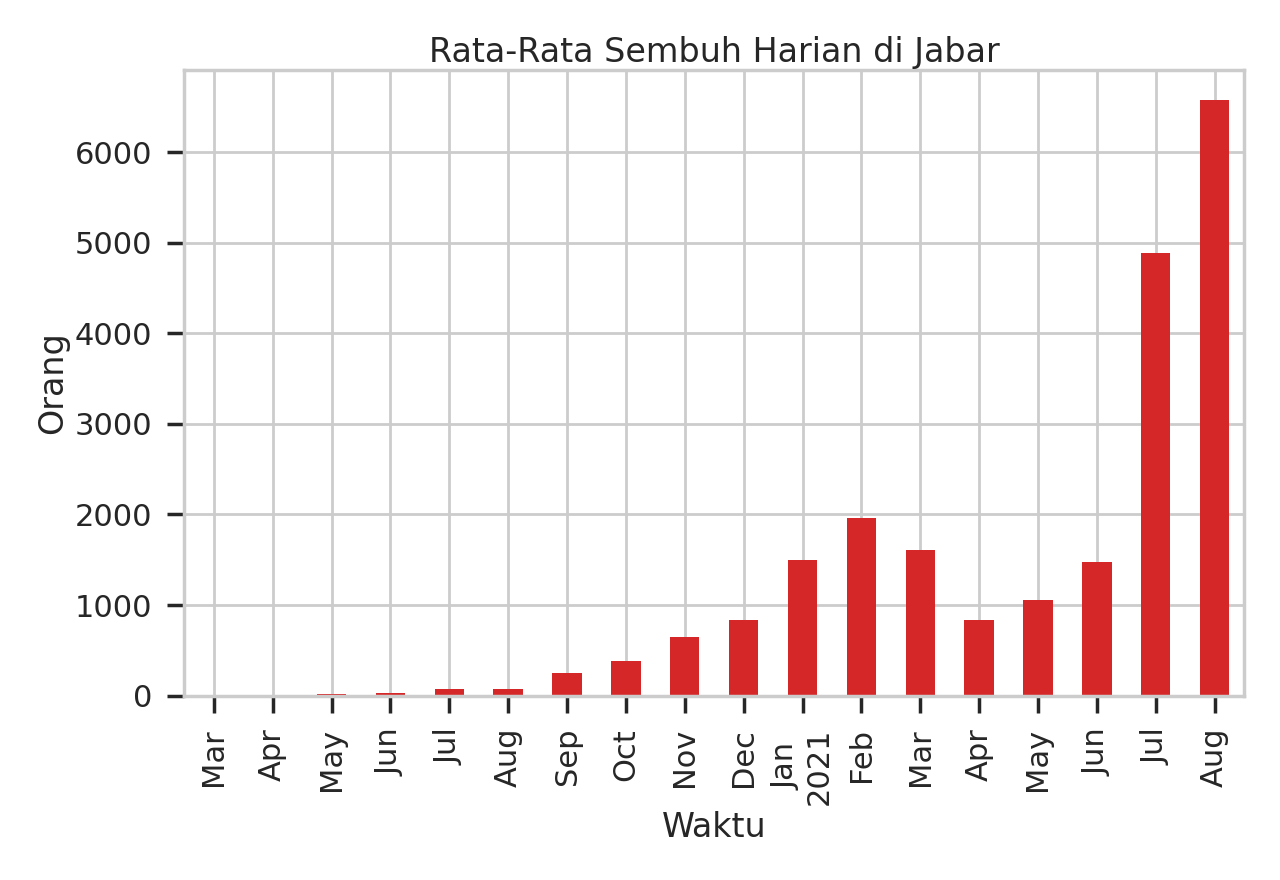 Rata-Rata Sembuh Harian di Jabar
6000
5000
4000
3000
2000
1000
0
Orang
Mar
Apr
May
Jun
Jul
Aug
Sep
Oct
Nov
Dec
Jan
2021
Feb
Mar
Apr
May
Jun
Jul
Aug
Waktu